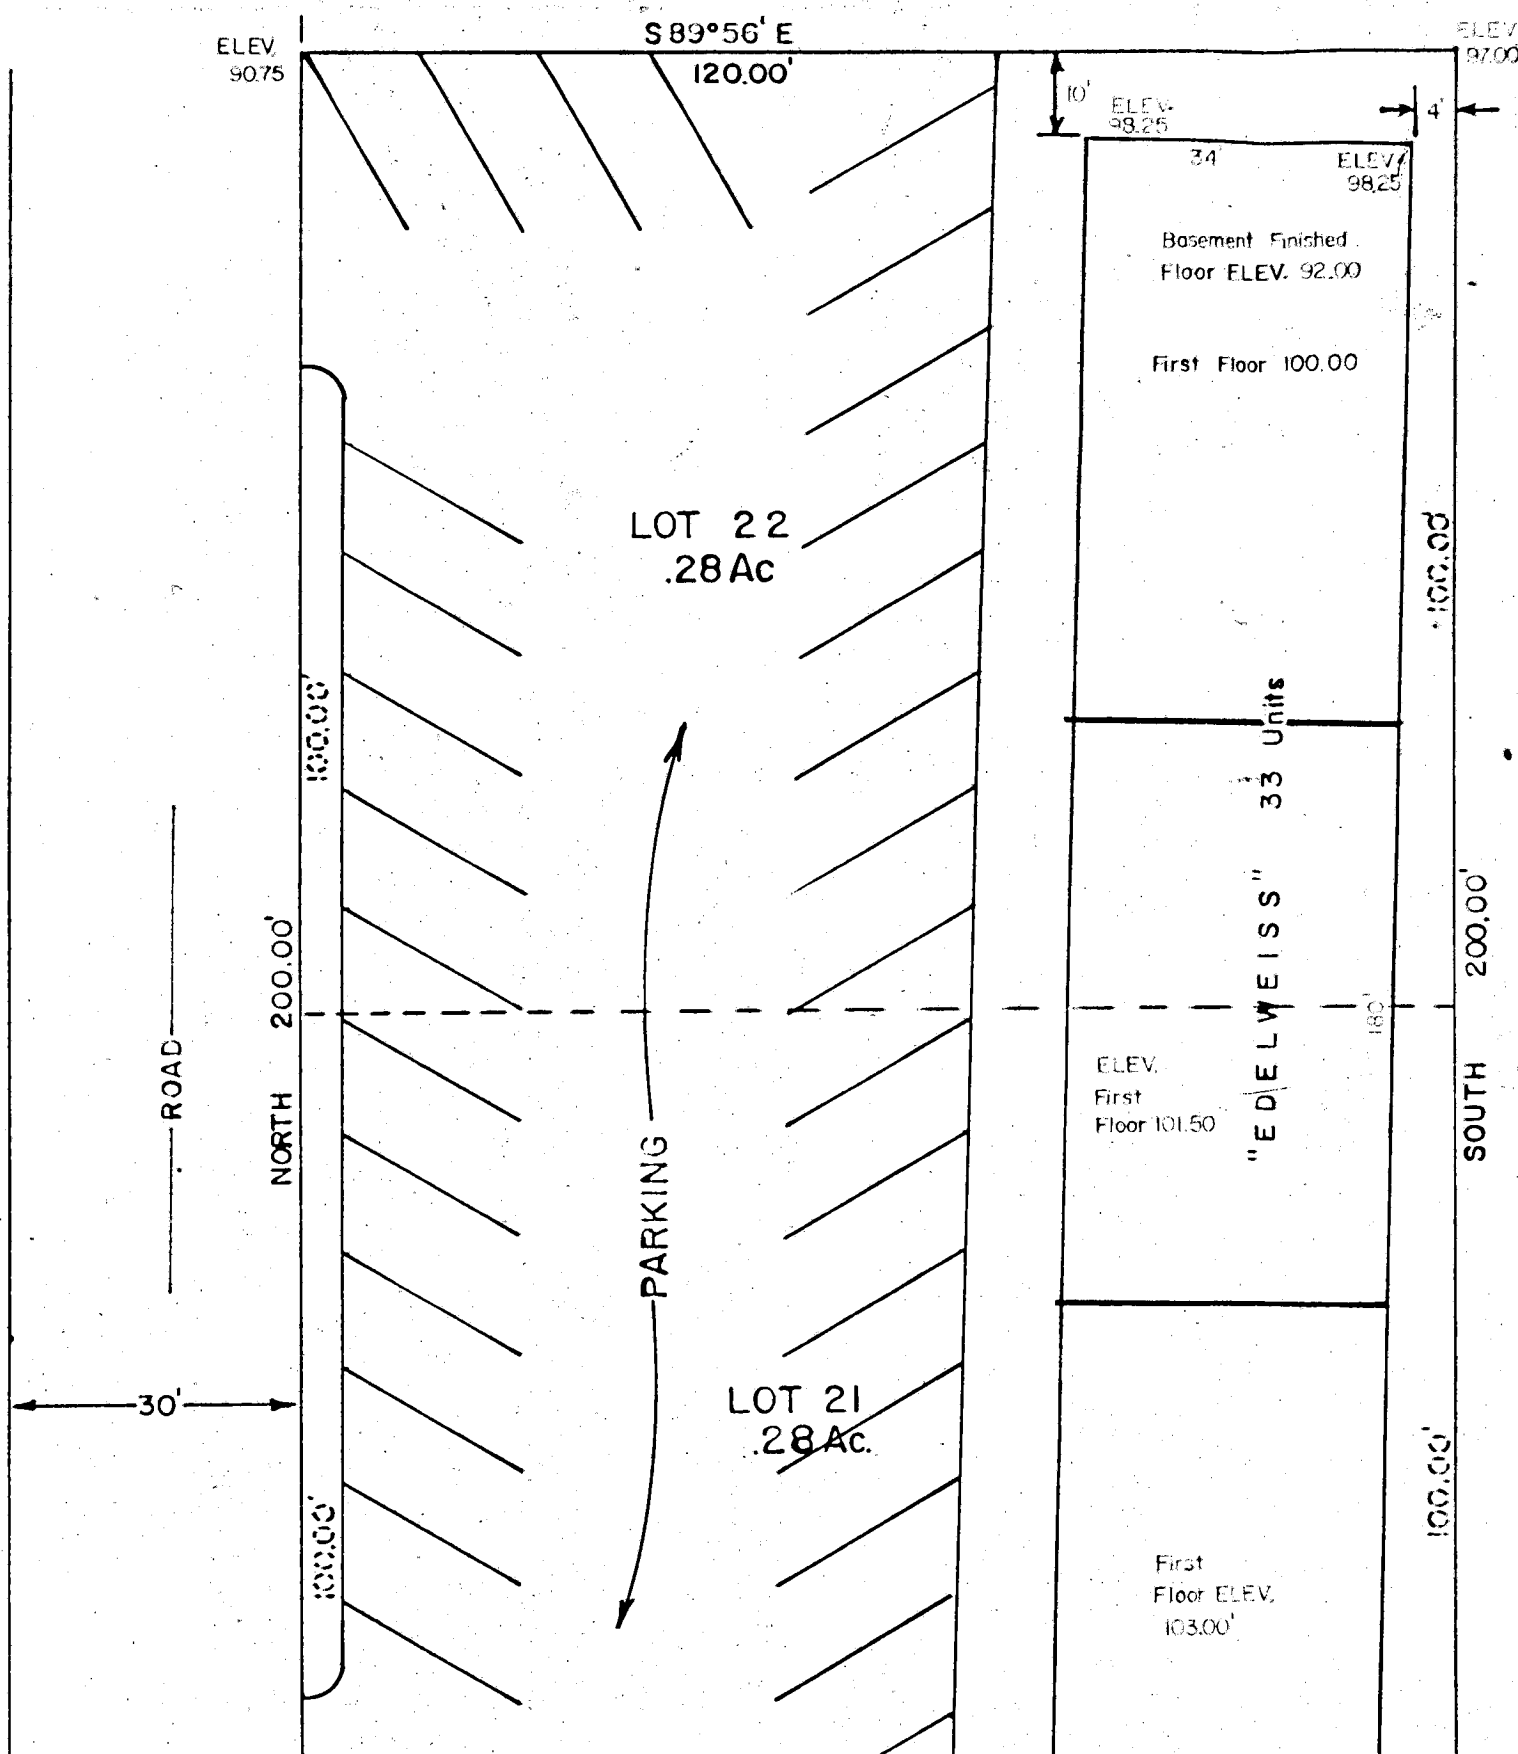 S 89°56' E
120.00'
ELEV.
90.75
ELEV
97.00
10'
ELEV.
98.25
4'
34'
ELEV.
98.25
Basement Finished
Floor ELEV. 92.00
First Floor 100.00
LOT 22
.28 Ac
100.00'
100.00'
"EDELWEISS" 33 Units
NORTH 200.00'
SOUTH 200.00'
ROAD
180'
ELEV.
First
Floor 101.50
PARKING
30'
LOT 21
.28 Ac.
100.00'
100.00'
First
Floor ELEV.
103.00'